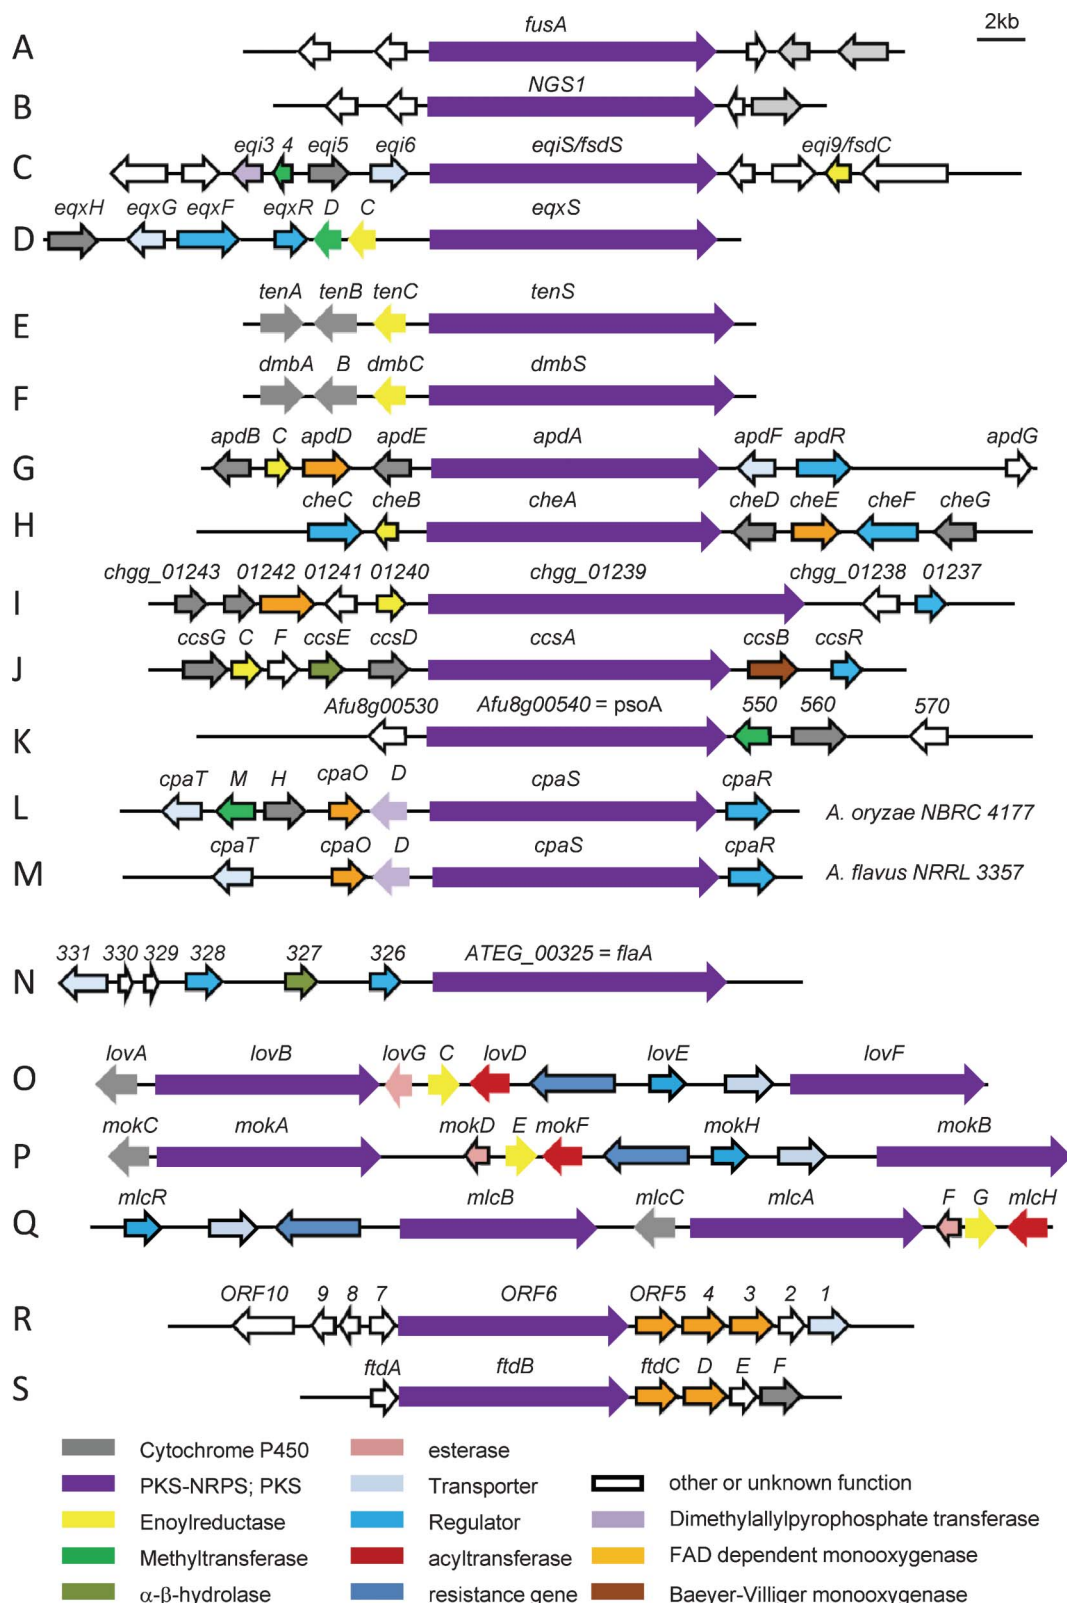 A
fusA
2kb
B
NGS1
C
eqi3 4 eqi5 eqi6 eqiS/fsdS eqi9/fsdC
D
eqxH eqxG eqxF eqxR D C eqxS
E
tenA tenB tenC tenS
F
dmbA B dmbC dmbS
G
apdB C apdD apdE apdA apdF apdR apdG
H
cheC cheB cheA cheD cheE cheF cheG
I
chgg_01243 01242 01241 01240 chgg_01239 chgg_01238 01237
J
ccsG C F ccsE ccsD ccsA ccsB ccsR
K
Afu8g00530 Afu8g00540 = psoA 550 560 570
L
cpaT M H cpaO D cpaS cpaR
A. oryzae NBRC 4177
M
cpaT cpaO D cpaS cpaR
A. flavus NRRL 3357
N
331 330 329 328 327 326 ATEG_00325 = flaA
O
lovA lovB lovG C lovD lovE lovF
P
mokC mokA mokD E mokF mokH mokB
Q
mlcR mlcB mlcC mlcA F G mlcH
R
ORF10 9 8 7 ORF6 ORF5 4 3 2 1
S
ftdA ftdB ftdC D E F
Cytochrome P450
PKS-NRPS; PKS
Enoylreductase
Methyltransferase
α-β-hydrolase
esterase
Transporter
Regulator
acyltransferase
resistance gene
other or unknown function
Dimethylallylpyrophosphate transferase
FAD dependent monooxygenase
Baeyer-Villiger monooxygenase